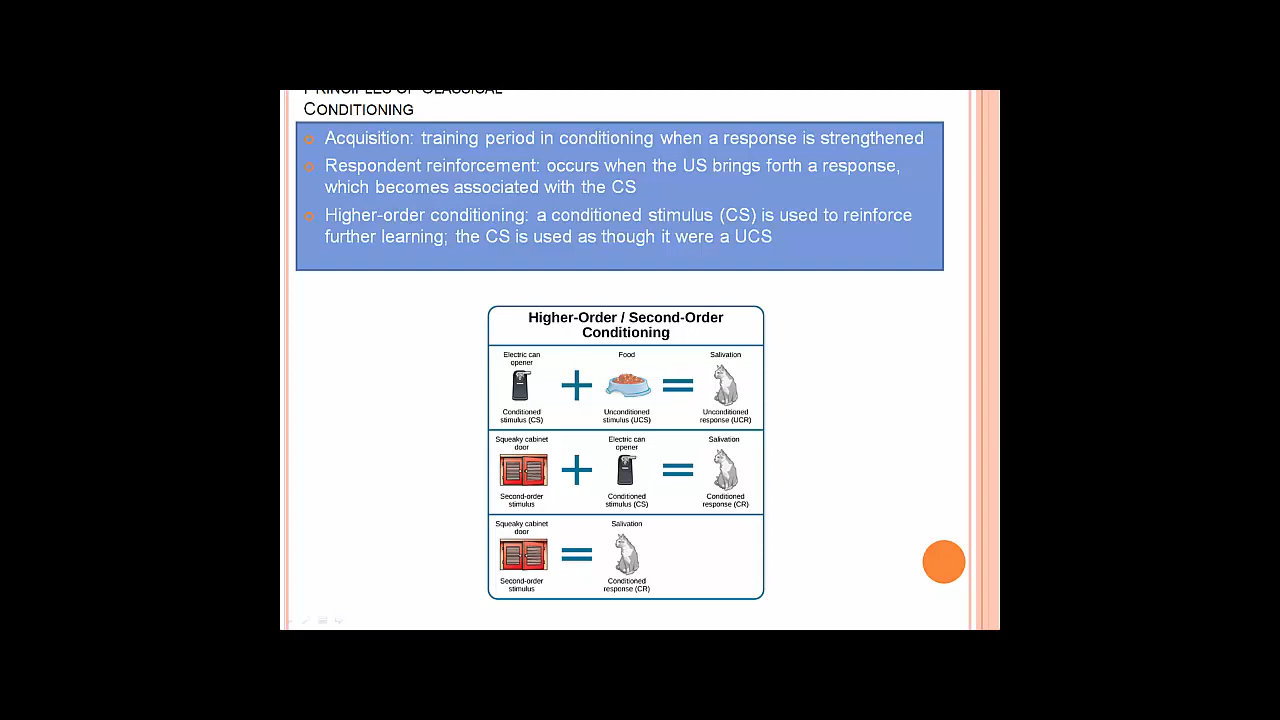 PRINCIPLES OF CLASSICAL
CONDITIONING
Acquisition: training period in conditioning when a response is strengthened
Respondent reinforcement: occurs when the US brings forth a response,
which becomes associated with the CS
Higher-order conditioning: a conditioned stimulus (CS) is used to reinforce
further learning; the CS is used as though it were a UCS
Higher-Order / Second-Order
Conditioning
Electric can
opener
Food
Salivation
Conditioned
stimulus (CS)
Unconditioned
stimulus (UCS)
Unconditioned
response (UCR)
Squeaky cabinet
door
Electric can
opener
Salivation
Second-order
stimulus
Conditioned
stimulus (CS)
Conditioned
response (CR)
Squeaky cabinet
door
Salivation
Second-order
stimulus
Conditioned
response (CR)